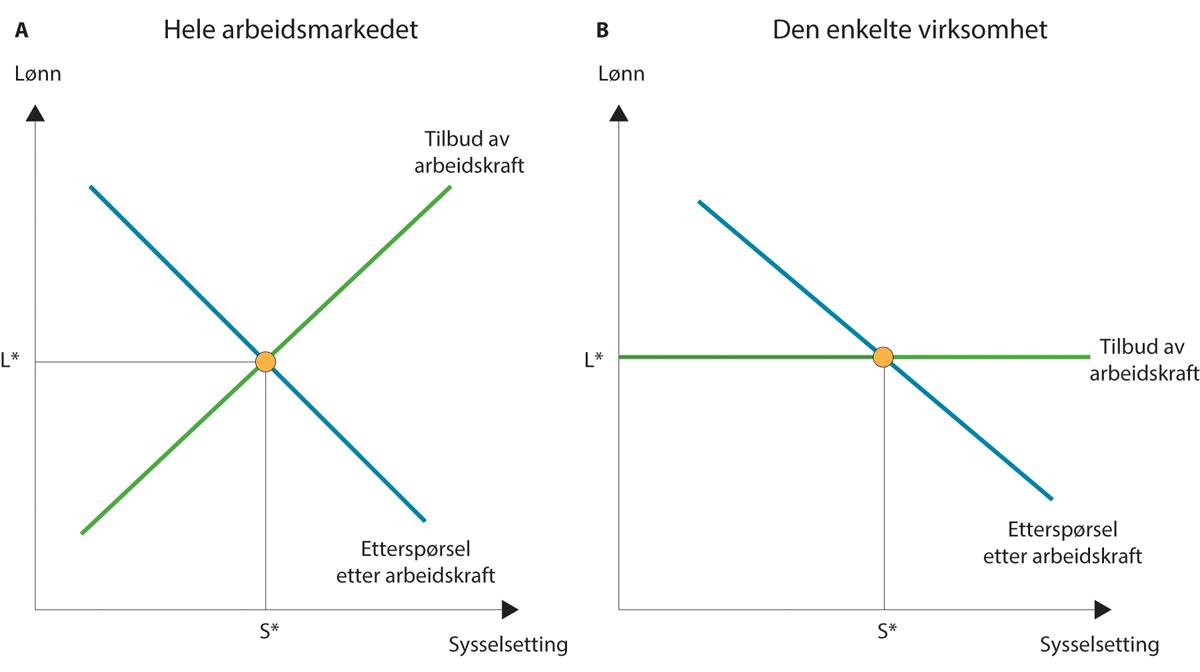 A
Hele arbeidsmarkedet
Lønn
Tilbud av
arbeidskraft
L*
Etterspørsel
etter arbeidskraft
S*
Sysselsetting
B
Den enkelte virksomhet
Lønn
L*
Tilbud av
arbeidskraft
Etterspørsel
etter arbeidskraft
S*
Sysselsetting